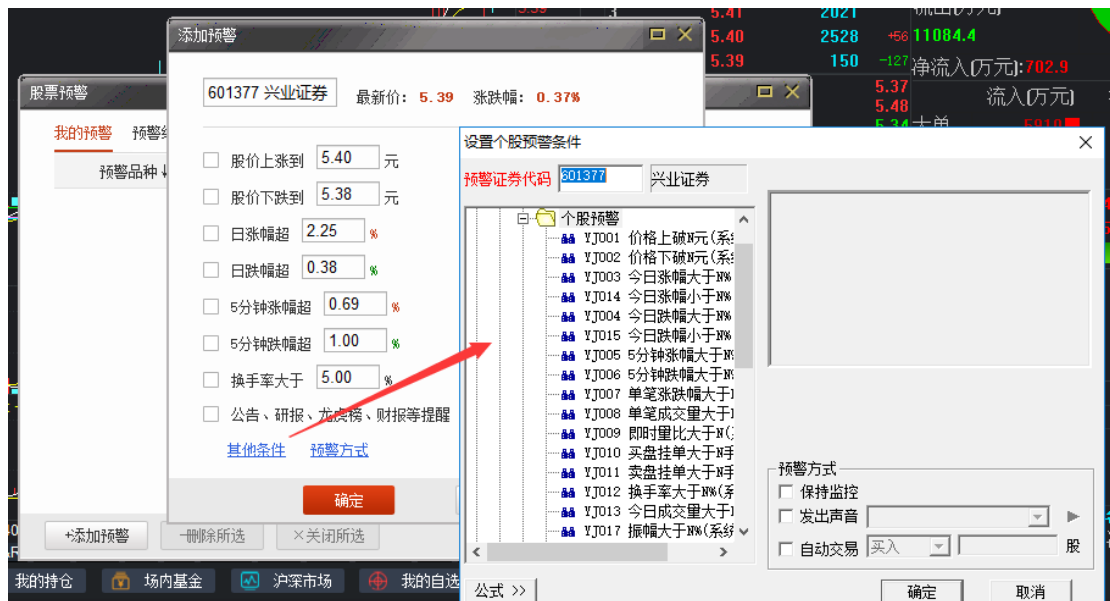 5.39
3
5.41
2021
5.40
2528
+56
11084.4
5.39
150
-127
净流入(万元):702.9
5.37
流入(万元)
5.48
5.34
大单
5910
股票预警
我的预警
预警品种↓
+添加预警
一删除所选
×关闭所选
添加预警
601377 兴业证券
最新价: 5.39 涨跌幅: 0.37%
股价上涨到 5.40 元
股价下跌到 5.38 元
日涨幅超 2.25 %
日跌幅超 0.38 %
5分钟涨幅超 0.69 %
5分钟跌幅超 1.00 %
换手率大于 5.00 %
公告、研报、龙虎榜、财报等提醒
其他条件 预警方式
确定
设置个股预警条件
预警证券代码 601377 兴业证券
个股预警
YJ001 价格上破N元(系
YJ002 价格下破N元(系
YJ003 今日涨幅大于N%
YJ014 今日涨幅小于N%
YJ004 今日跌幅大于N%
YJ015 今日跌幅小于N%
YJ005 5分钟涨幅大于N%
YJ006 5分钟跌幅大于N%
YJ007 单笔涨跌幅大于
YJ008 单笔成交量大于
YJ009 即时量比大于N(
YJ010 买盘挂单大于N手
YJ011 卖盘挂单大于N手
YJ012 换手率大于N%(系
YJ013 今日成交量大于
YJ017 振幅大于N%(系统
预警方式
保持监控
发出声音
自动交易 买入 股
公式 >>
确定
取消
我的持仓 场内基金 沪深市场 我的自选